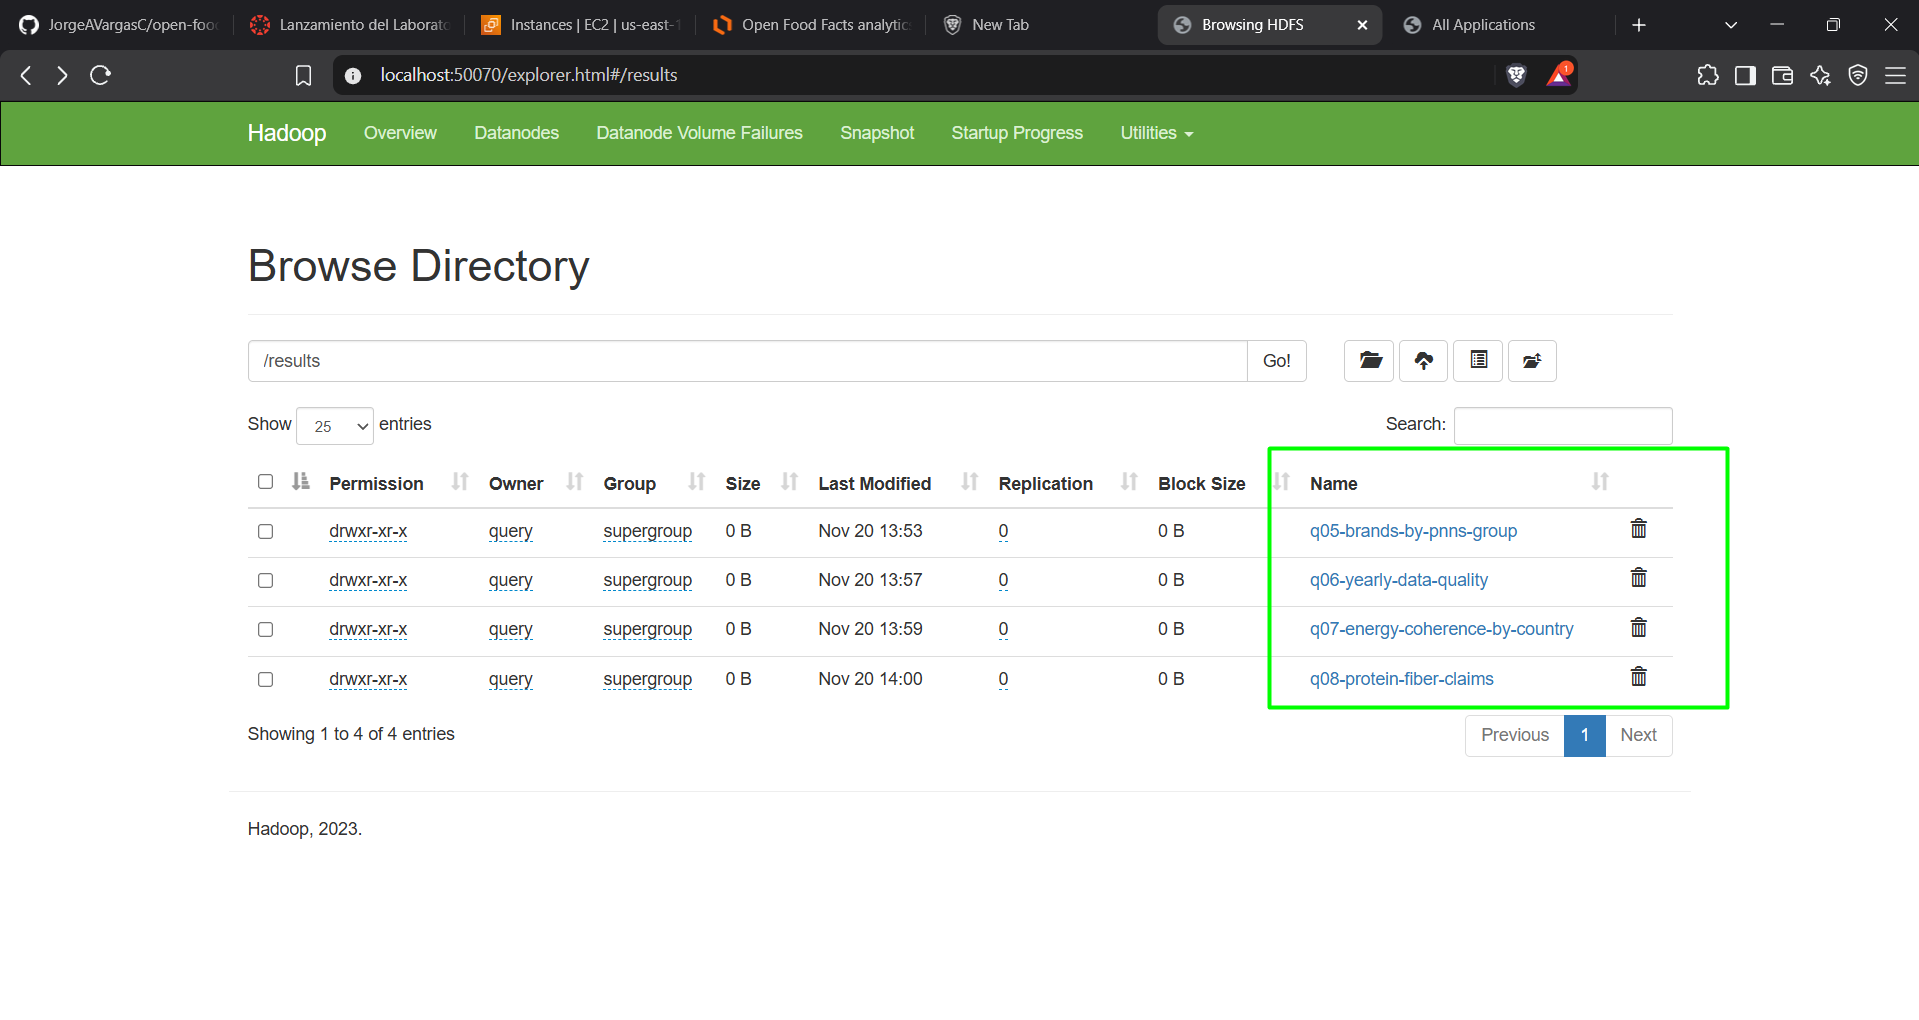 JorgeAVargasC/open-foo
Lanzamiento del Laborato
Instances | EC2 | us-east-1
Open Food Facts analytic
New Tab
Browsing HDFS
All Applications
localhost:50070/explorer.html#/results
1
Hadoop Overview Datanodes Datanode Volume Failures Snapshot Startup Progress Utilities
Browse Directory
/results Go!
Show 25 entries Search:
Permission Owner Group Size Last Modified Replication Block Size Name
drwxr-xr-x query supergroup 0 B Nov 20 13:53 0 0 B q05-brands-by-pnns-group
drwxr-xr-x query supergroup 0 B Nov 20 13:57 0 0 B q06-yearly-data-quality
drwxr-xr-x query supergroup 0 B Nov 20 13:59 0 0 B q07-energy-coherence-by-country
drwxr-xr-x query supergroup 0 B Nov 20 14:00 0 0 B q08-protein-fiber-claims
Showing 1 to 4 of 4 entries Previous 1 Next
Hadoop, 2023.